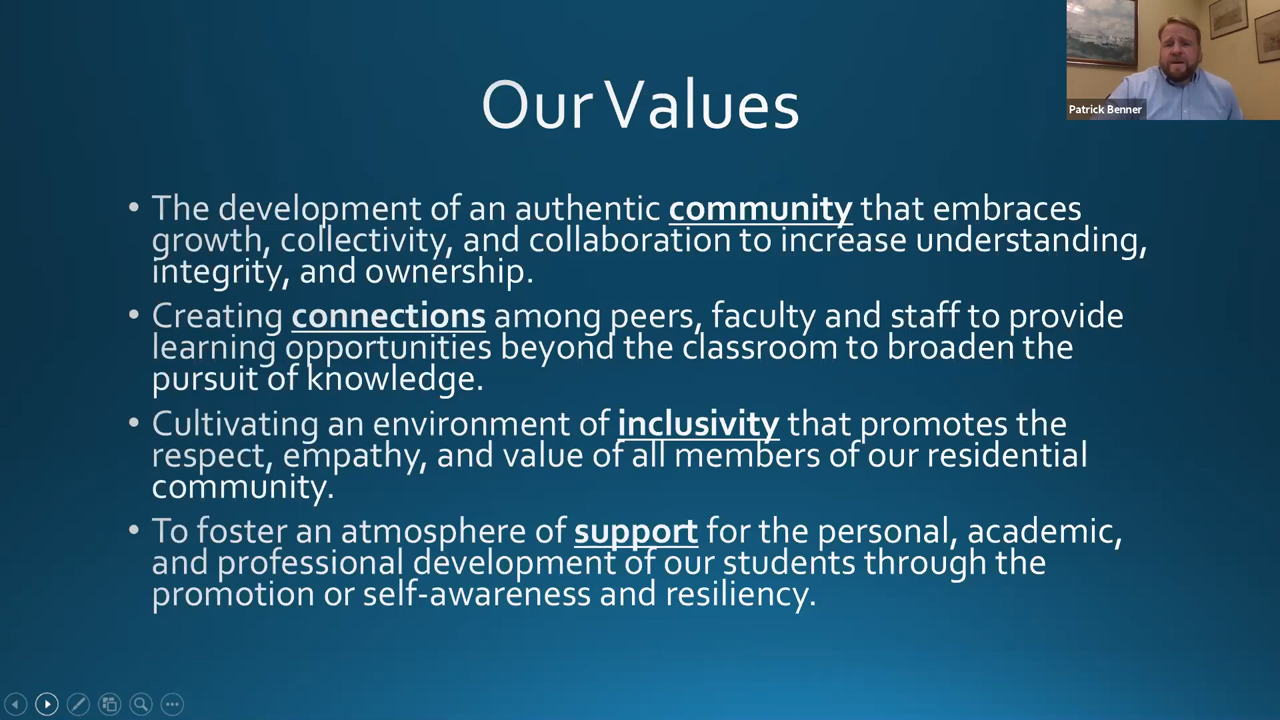 Our Values
Patrick Benner
• The development of an authentic community that embraces
growth, collectivity, and collaboration to increase understanding,
integrity, and ownership.
• Creating connections among peers, faculty and staff to provide
learning opportunities beyond the classroom to broaden the
pursuit of knowledge.
• Cultivating an environment of inclusivity that promotes the
respect, empathy, and value of all members of our residential
community.
• To foster an atmosphere of support for the personal, academic,
and professional development of our students through the
promotion or self-awareness and resiliency.